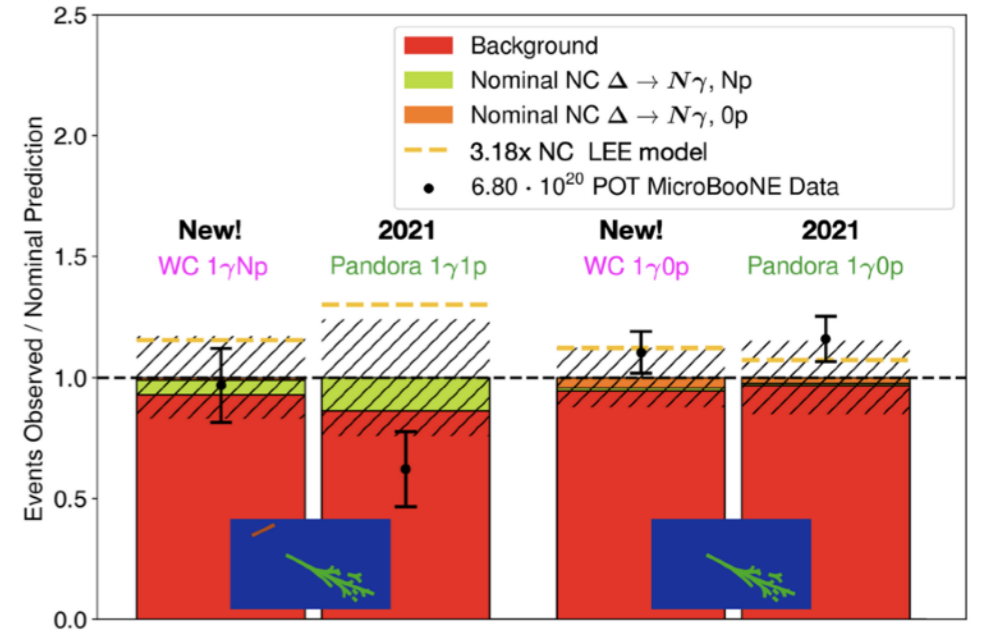 Events Observed / Nominal Prediction
2.5
2.0
1.5
1.0
0.5
0.0
Background
Nominal NC Δ → Nγ, Np
Nominal NC Δ → Nγ, 0p
3.18x NC LEE model
6.80 · 10²⁰ POT MicroBooNE Data
New!
WC 1γNp
2021
Pandora 1γ1p
New!
WC 1γ0p
2021
Pandora 1γ0p